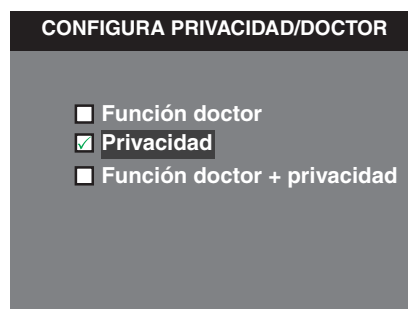 CONFIGURA PRIVACIDAD/DOCTOR
Función doctor
Privacidad
Función doctor + privacidad